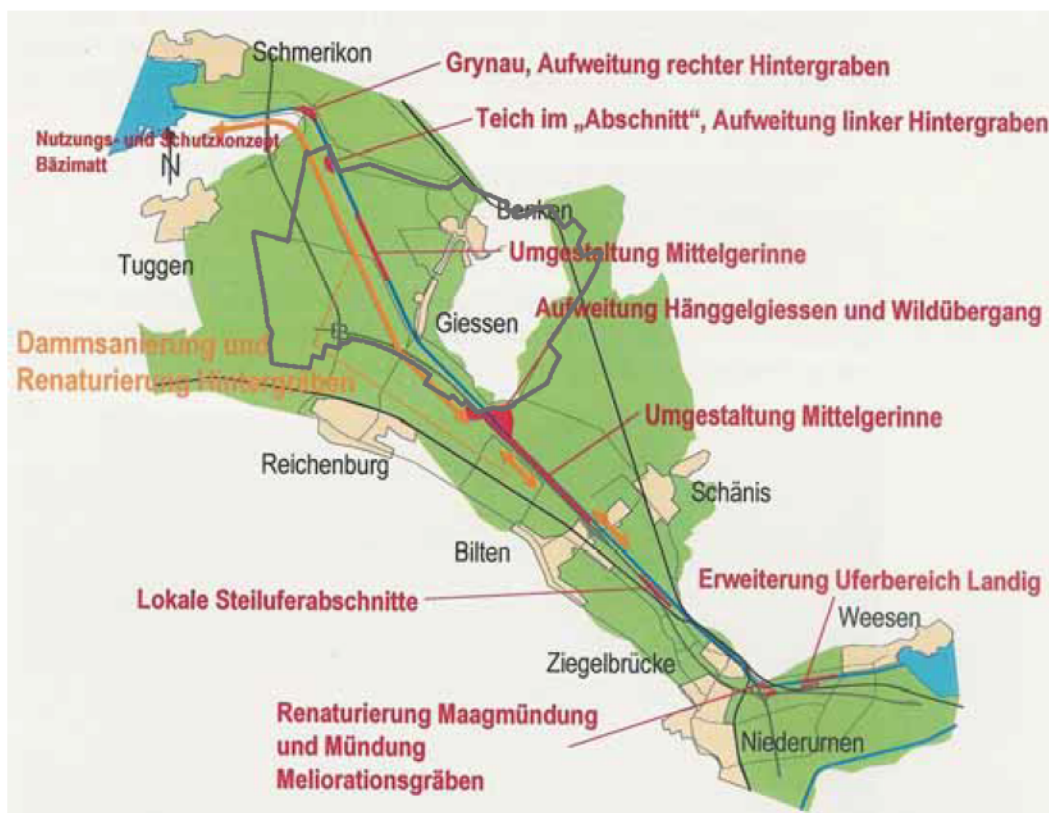 Schmerikon
Grynau, Aufweitung rechter Hintergraben
Teich im „Abschnitt", Aufweitung linker Hintergraben
Nutzungs- und Schutzkonzept
Bäzimatt
N
Benken
Tuggen
Umgestaltung Mittelgerinne
Aufweitung Hänggelgiessen und Wildübergang
Giessen
Dammsanierung und
Renaturierung Hintergraben
Umgestaltung Mittelgerinne
Reichenburg
Schänis
Bilten
Erweiterung Uferbereich Landig
Lokale Steiluferabschnitte
Weesen
Ziegelbrücke
Renaturierung Maagmündung
und Mündung
Meliorationsgräben
Niederurnen